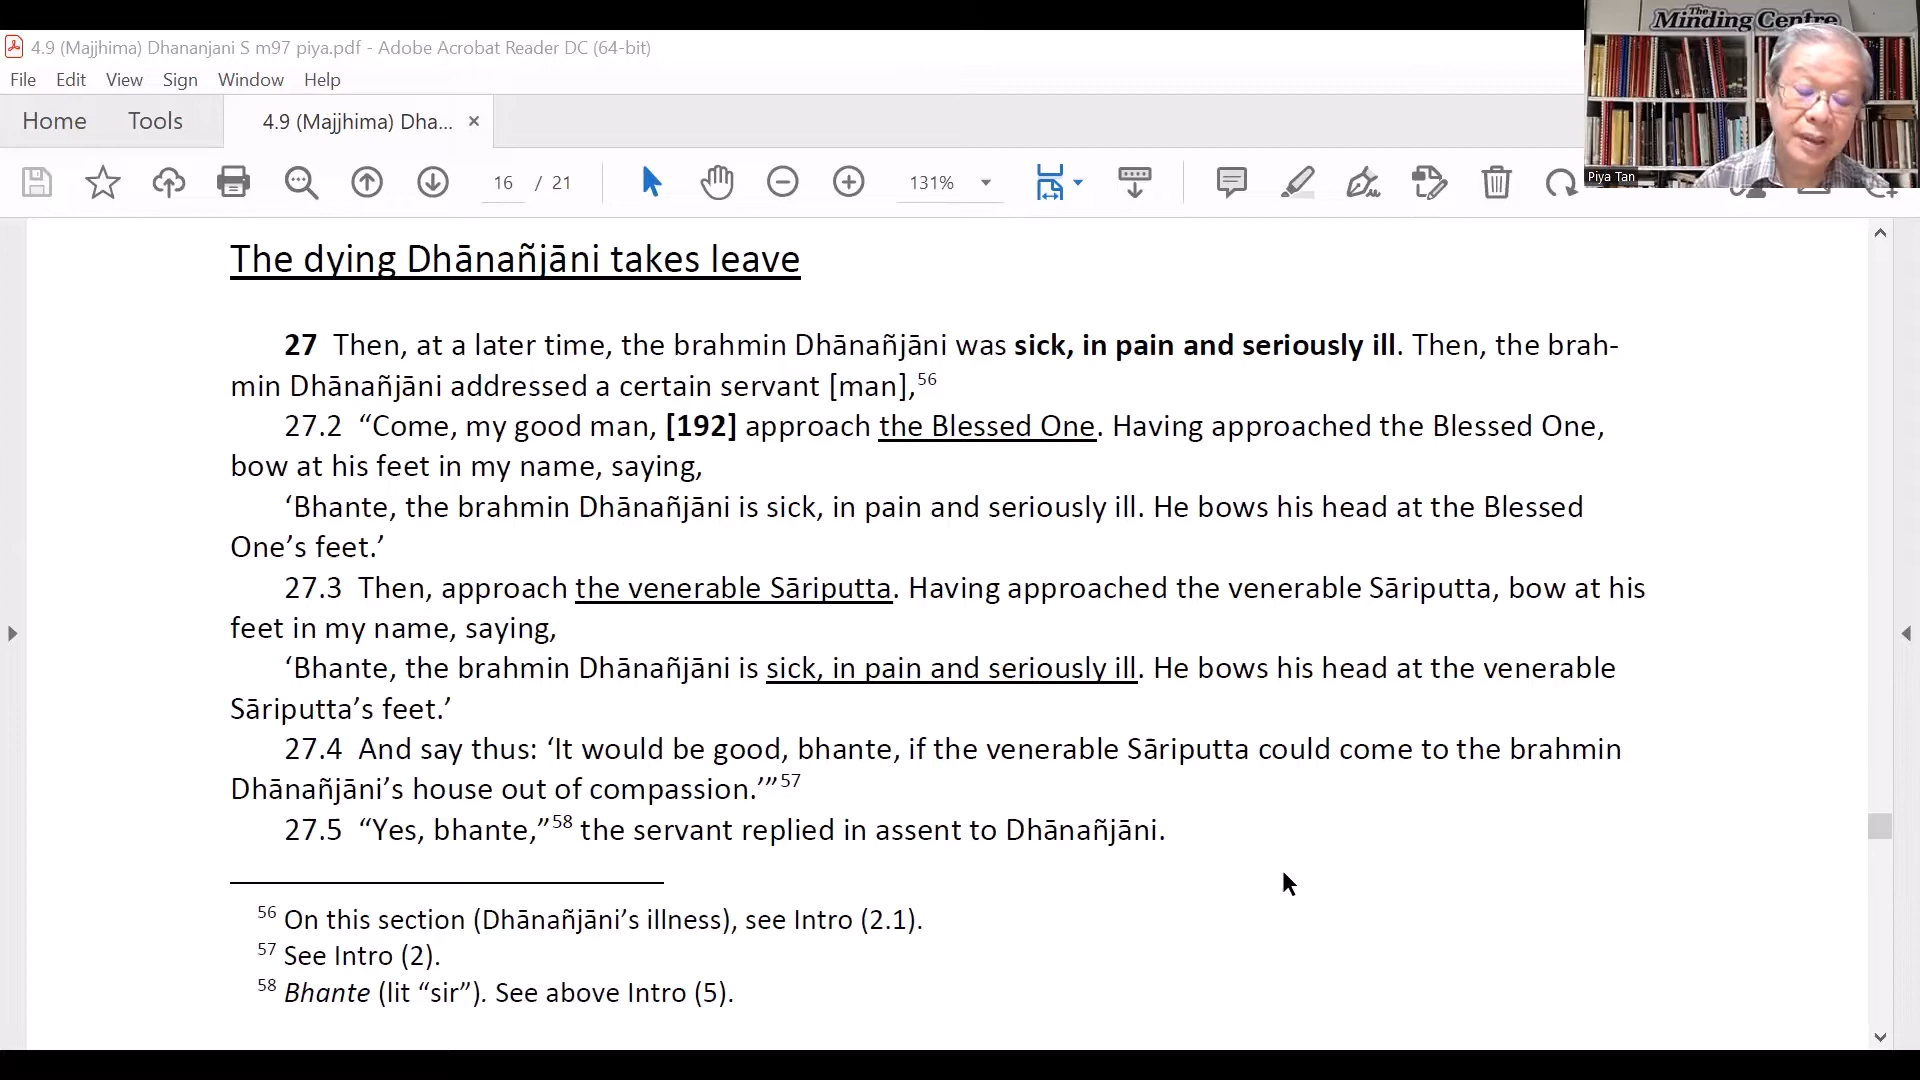 The Minding Centre
4.9 (Majjhima) Dhananjani S m97 piya.pdf - Adobe Acrobat Reader DC (64-bit)
File Edit View Sign Window Help
Home Tools 4.9 (Majjhima) Dha... ×
16 / 21 131%
Piya Tan
The dying Dhānañjāni takes leave
27 Then, at a later time, the brahmin Dhānañjāni was sick, in pain and seriously ill. Then, the brah-
min Dhānañjāni addressed a certain servant [man],56
27.2 “Come, my good man, [192] approach the Blessed One. Having approached the Blessed One,
bow at his feet in my name, saying,
‘Bhante, the brahmin Dhānañjāni is sick, in pain and seriously ill. He bows his head at the Blessed
One’s feet.’
27.3 Then, approach the venerable Sāriputta. Having approached the venerable Sāriputta, bow at his
feet in my name, saying,
‘Bhante, the brahmin Dhānañjāni is sick, in pain and seriously ill. He bows his head at the venerable
Sāriputta’s feet.’
27.4 And say thus: ‘It would be good, bhante, if the venerable Sāriputta could come to the brahmin
Dhānañjāni’s house out of compassion.’”57
27.5 “Yes, bhante,”58 the servant replied in assent to Dhānañjāni.
56 On this section (Dhānañjāni’s illness), see Intro (2.1).
57 See Intro (2).
58 Bhante (lit “sir”). See above Intro (5).